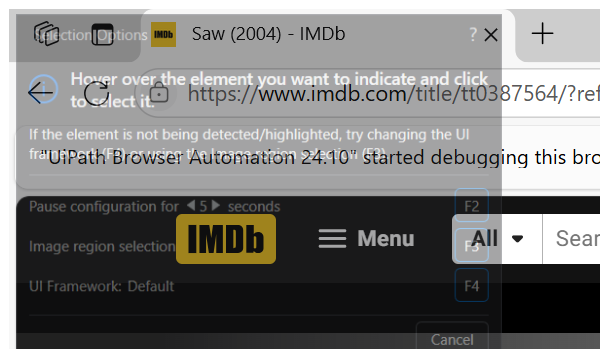 Selection Options
IMDb Saw (2004) - IMDb
?
Hover over the element you want to indicate and click
to select it.
https://www.imdb.com/title/tt0387564/?ref
If the element is not being detected/highlighted, try changing the UI
framework (F4) or using the Image region selection (F3).
"UiPath Browser Automation 24.10" started debugging this bro
Pause configuration for 5 seconds F2
IMDb Menu All Sear
Image region selection F3
UI Framework: Default F4
Cancel